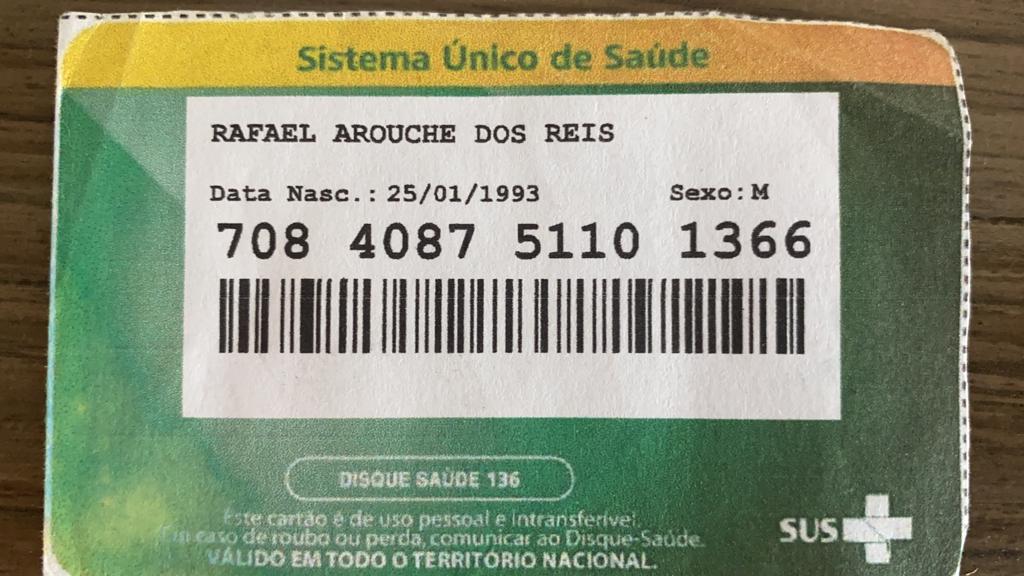 Sistema Único de Saúde
RAFAEL AROUCHE DOS REIS
Data Nasc.: 25/01/1993 Sexo: M
708 4087 5110 1366
DISQUE SAÚDE 136
Este cartão é de uso pessoal e intransferível.
Em caso de roubo ou perda, comunicar ao Disque-Saúde.
VÁLIDO EM TODO O TERRITÓRIO NACIONAL.
SUS